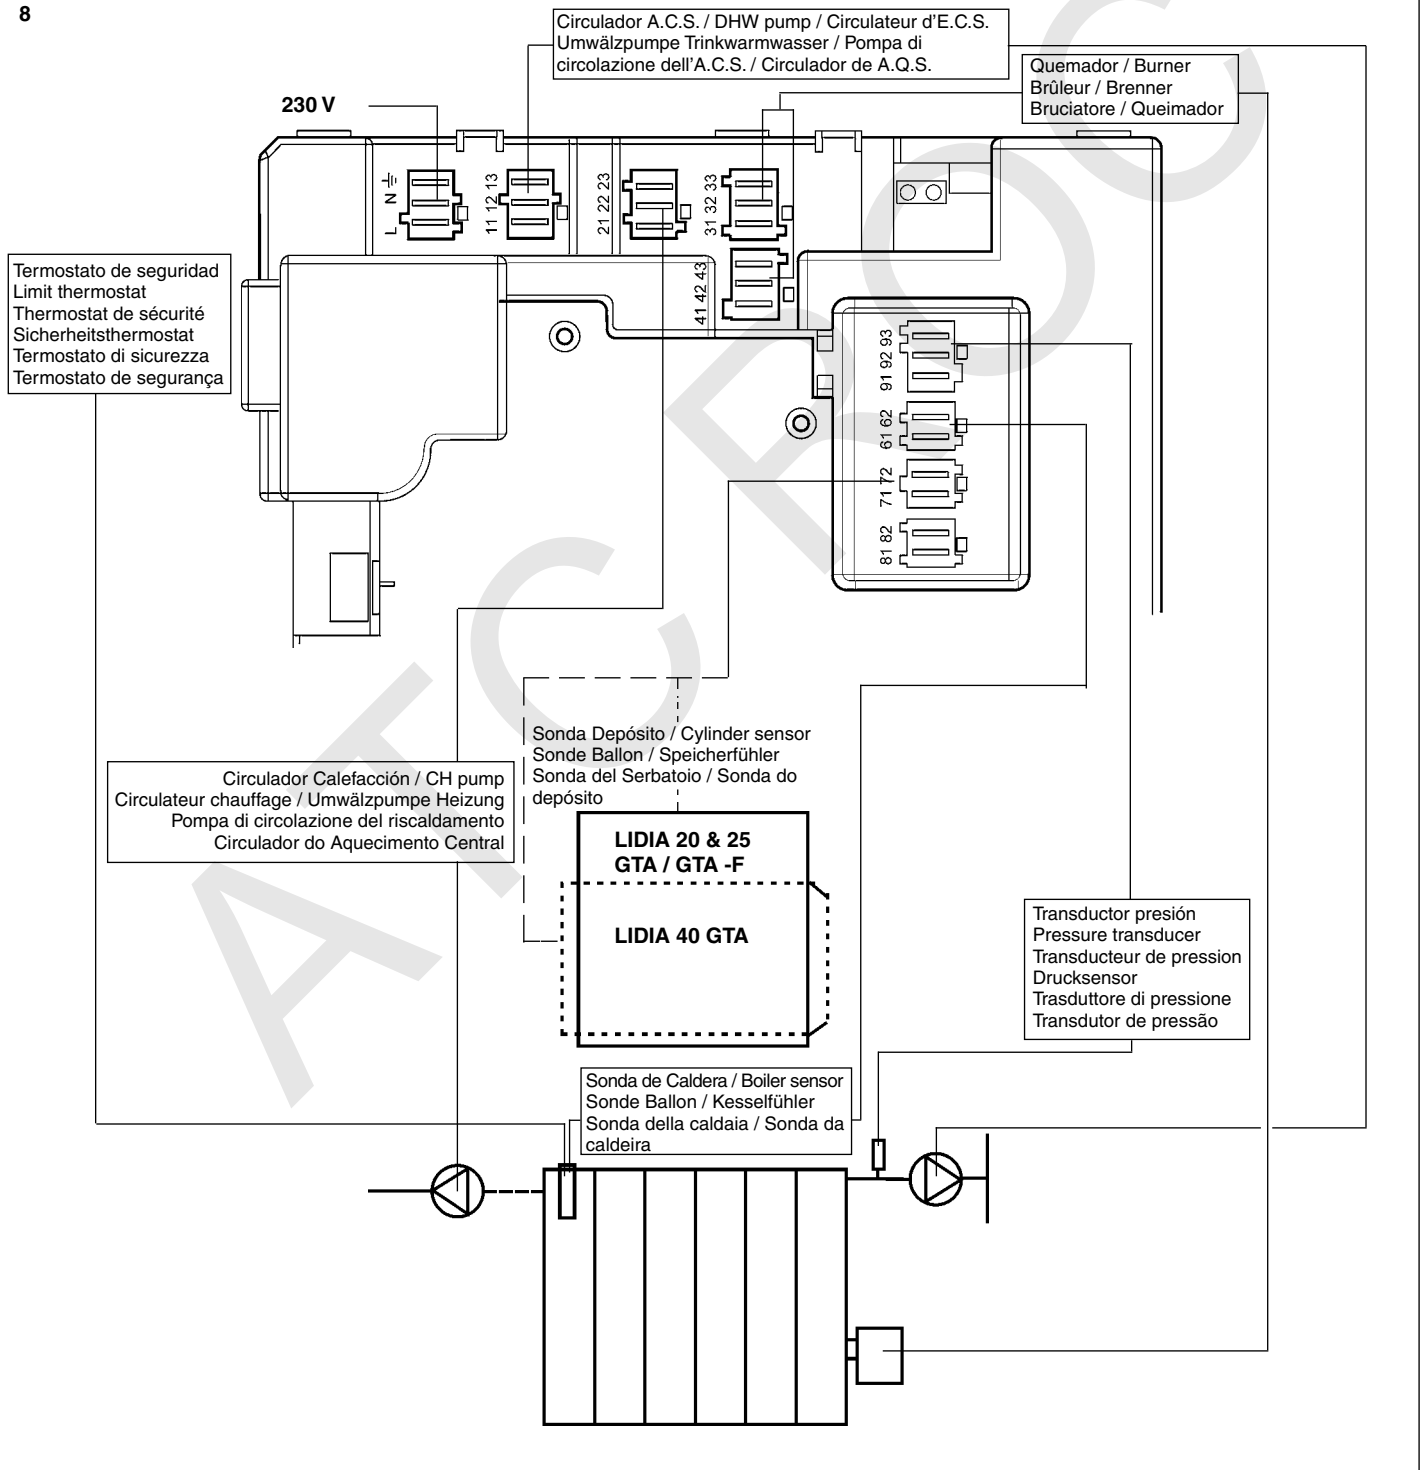 8
Circulador A.C.S. / DHW pump / Circulateur d'E.C.S.
Umwälzpumpe Trinkwarmwasser / Pompa di
circolazione dell'A.C.S. / Circulador de A.Q.S.
Quemador / Burner
Brûleur / Brenner
Bruciatore / Queimador
230 V
L N
11 12 13
21 22 23
31 32 33
41 42 43
Termostato de seguridad
Limit thermostat
Thermostat de sécurité
Sicherheitsthermostat
Termostato di sicurezza
Termostato de segurança
91 92 93
61 62
71 72
81 82
Sonda Depósito / Cylinder sensor
Sonde Ballon / Speicherfühler
Sonda del Serbatoio / Sonda do
depósito
Circulador Calefacción / CH pump
Circulateur chauffage / Umwälzpumpe Heizung
Pompa di circolazione del riscaldamento
Circulador do Aquecimento Central
LIDIA 20 & 25
GTA / GTA -F
LIDIA 40 GTA
Transductor presión
Pressure transducer
Transducteur de pression
Drucksensor
Trasduttore di pressione
Transdutor de pressão
Sonda de Caldera / Boiler sensor
Sonde Ballon / Kesselfühler
Sonda della caldaia / Sonda da
caldeira
ATC ROC